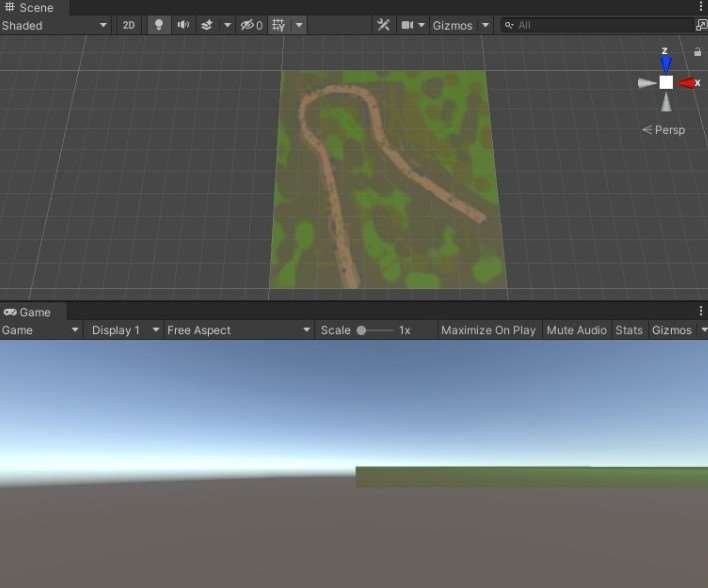 Scene
Shaded 2D 0 Gizmos All
z
x
Persp
Game
Game Display 1 Free Aspect Scale 1x Maximize On Play Mute Audio Stats Gizmos